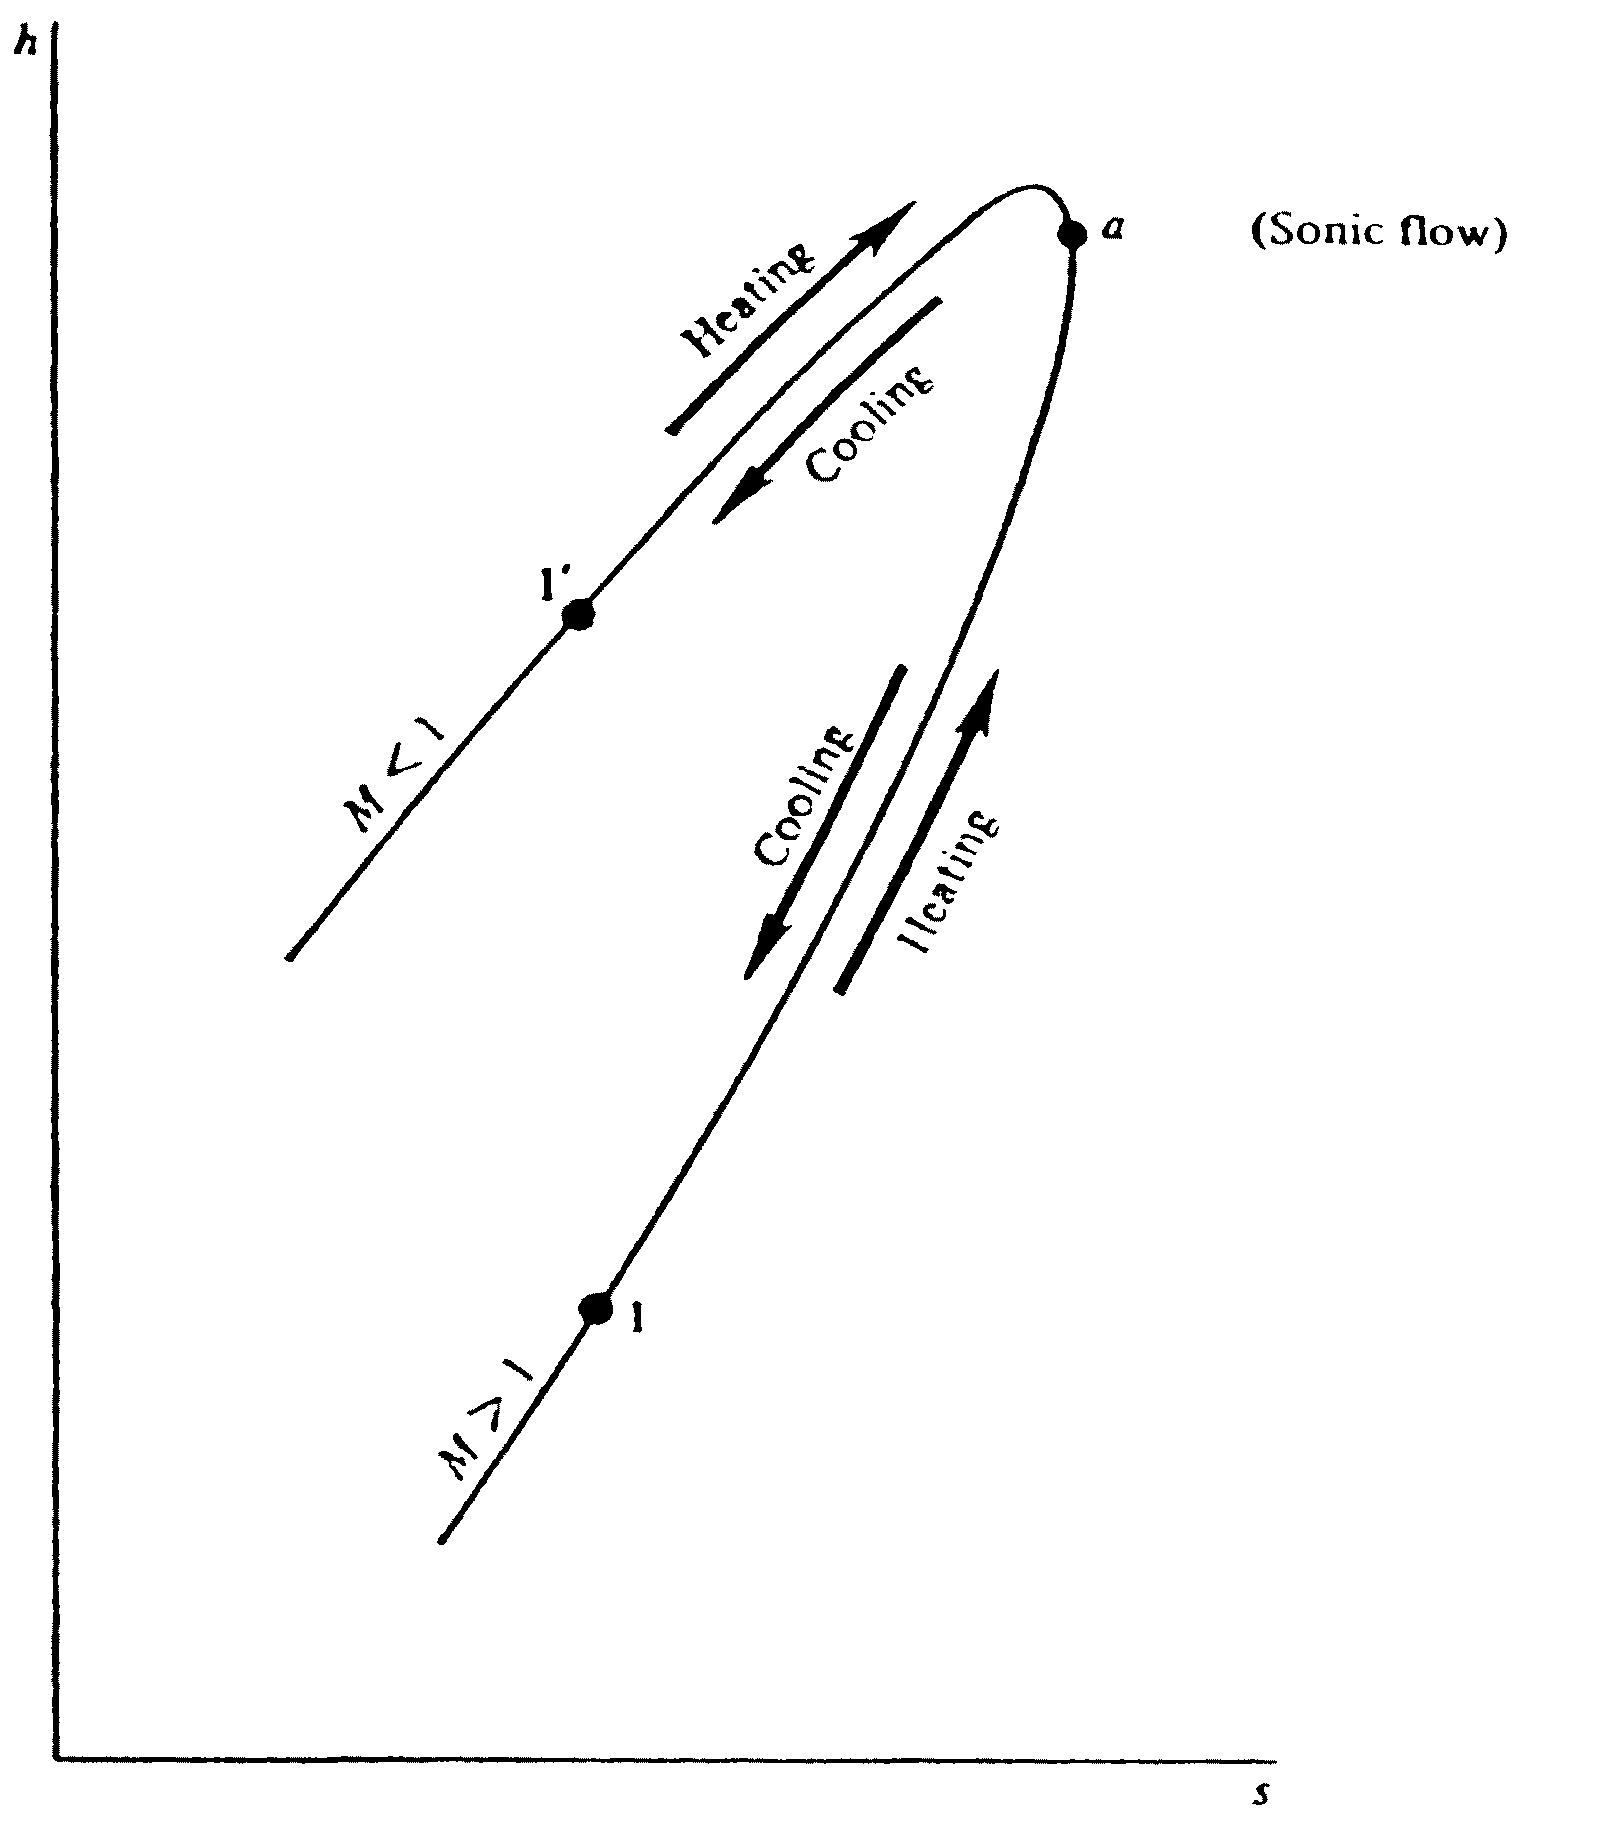 h
a
(Sonic flow)
Heating
Cooling
1'
M < 1
Cooling
Heating
1
M > 1
s